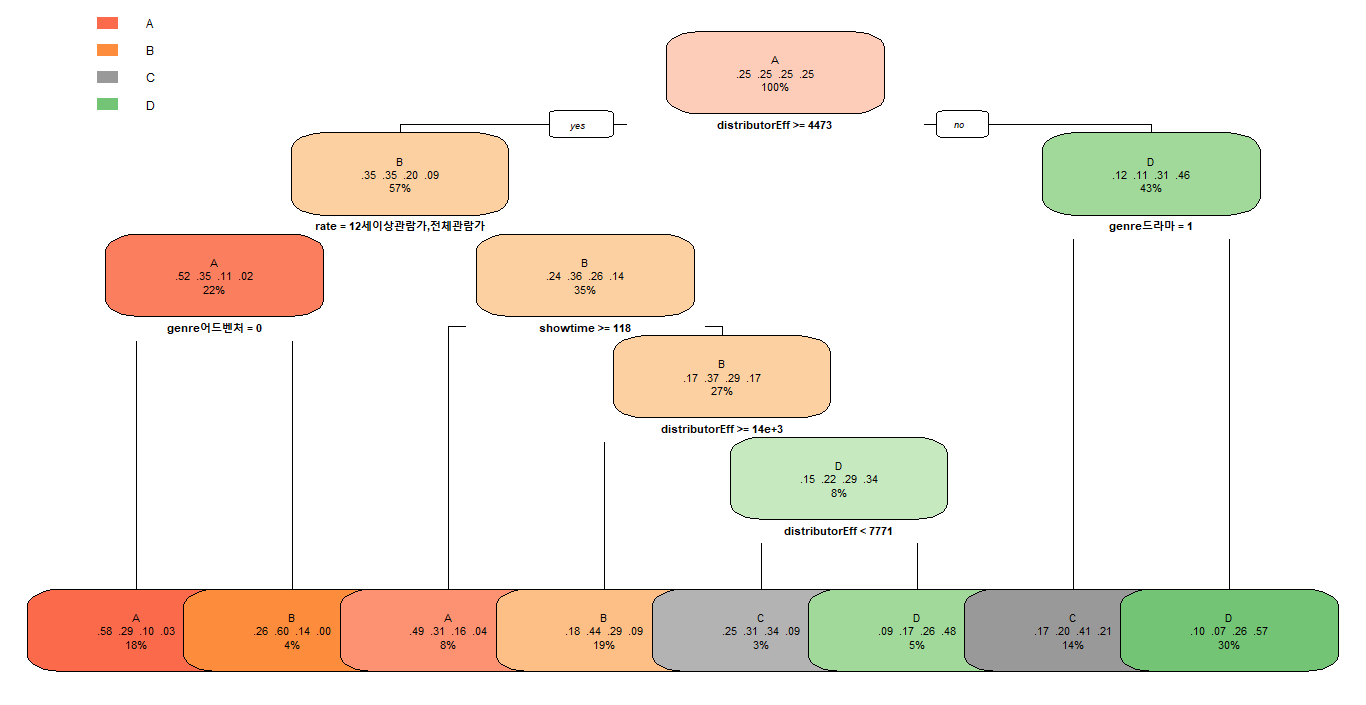 A
B
C
D
A
.25 .25 .25 .25
100%
yes
distributorEff >= 4473
no
B
.35 .35 .20 .09
57%
D
.12 .11 .31 .46
43%
rate = 12세이상관람가,전체관람가
genre드라마 = 1
A
.52 .35 .11 .02
22%
B
.24 .36 .26 .14
35%
genre어드벤처 = 0
showtime >= 118
B
.17 .37 .29 .17
27%
distributorEff >= 14e+3
D
.15 .22 .29 .34
8%
distributorEff < 7771
A
.58 .29 .10 .03
18%
B
.26 .60 .14 .00
4%
A
.49 .31 .16 .04
8%
B
.18 .44 .29 .09
19%
C
.25 .31 .34 .09
3%
D
.09 .17 .26 .48
5%
C
.17 .20 .41 .21
14%
D
.10 .07 .26 .57
30%